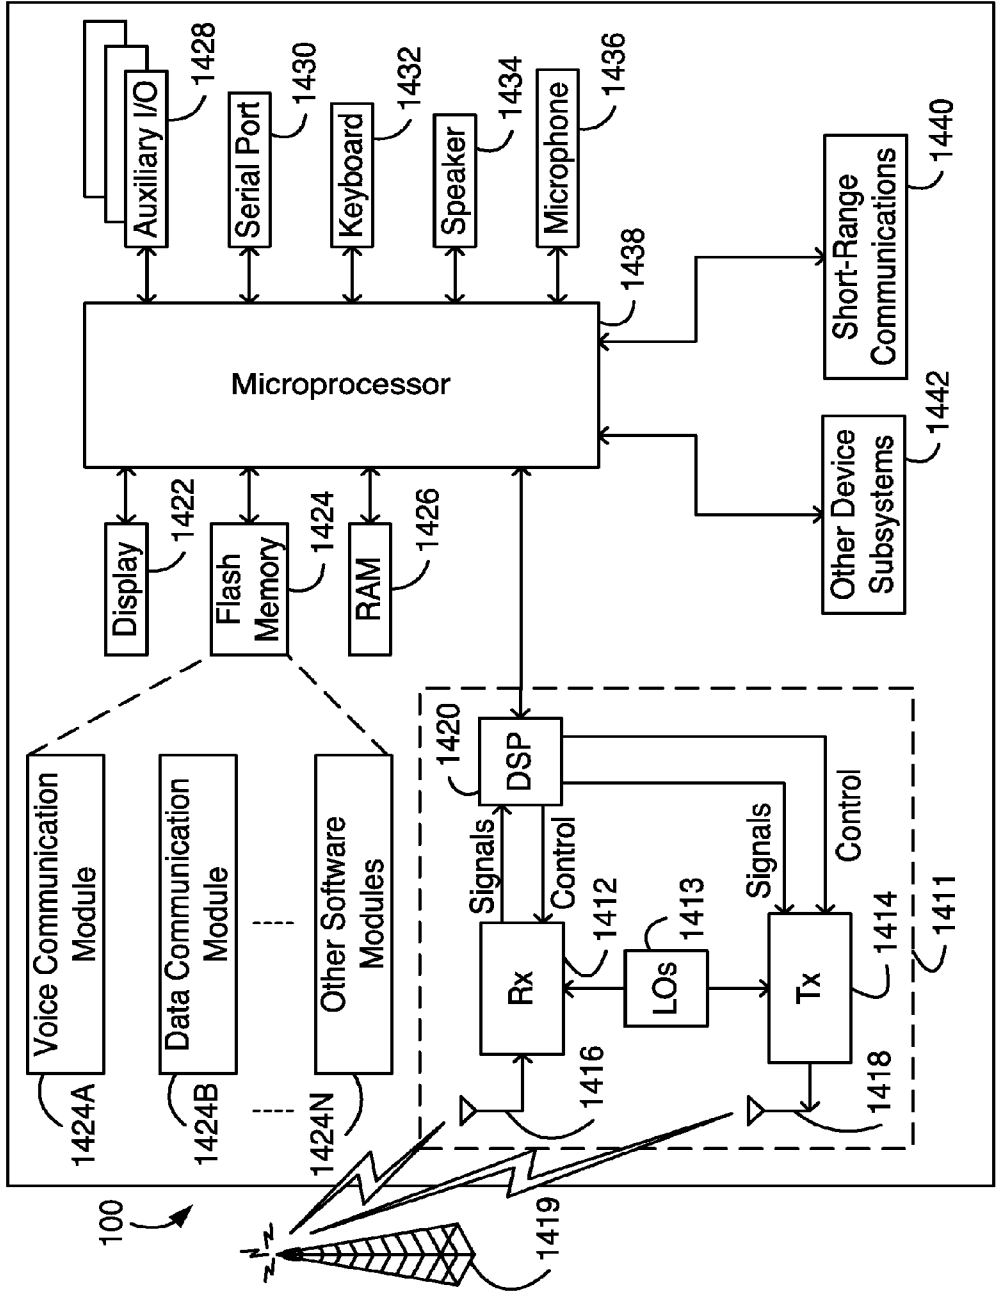 100
Voice Communication
Module
1424A
Data Communication
Module
1424B
Other Software
Modules
1424N
Display
1422
Flash
Memory
1424
RAM
1426
Microprocessor
1438
Auxiliary I/O
1428
Serial Port
1430
Keyboard
1432
Speaker
1434
Microphone
1436
1419
DSP
1420
Signals
Control
Rx
1412
1416
LOs
1413
Signals
Control
Tx
1414
1418
1411
Other Device
Subsystems
1442
Short-Range
Communications
1440